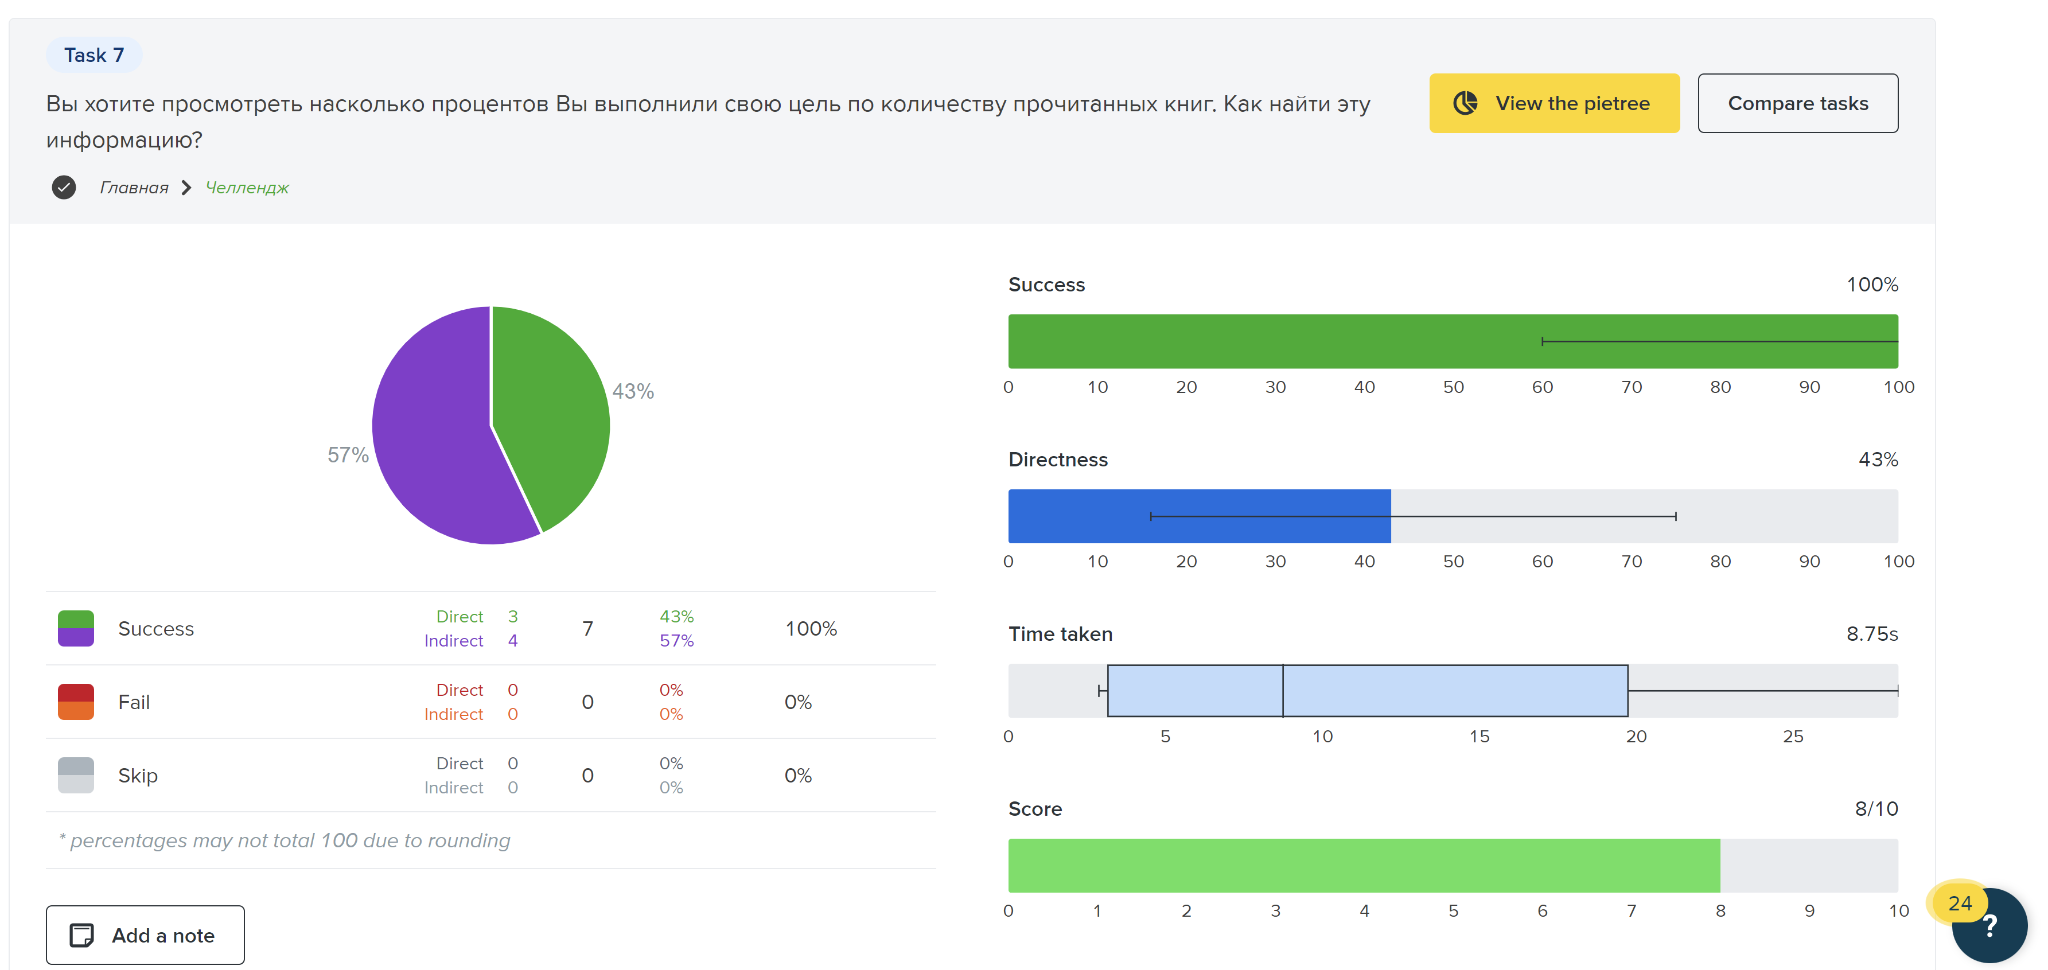 Task 7
Вы хотите просмотреть насколько процентов Вы выполнили свою цель по количеству прочитанных книг. Как найти эту
информацию?
View the pietree
Compare tasks
Главная Челлендж
43%
57%
Success Direct 3 7 43% 100%
Indirect 4 57%
Fail Direct 0 0 0% 0%
Indirect 0 0%
Skip Direct 0 0 0% 0%
Indirect 0 0%
* percentages may not total 100 due to rounding
Add a note
Success 100%
0 10 20 30 40 50 60 70 80 90 100
Directness 43%
0 10 20 30 40 50 60 70 80 90 100
Time taken 8.75s
0 5 10 15 20 25
Score 8/10
0 1 2 3 4 5 6 7 8 9 10
24
?